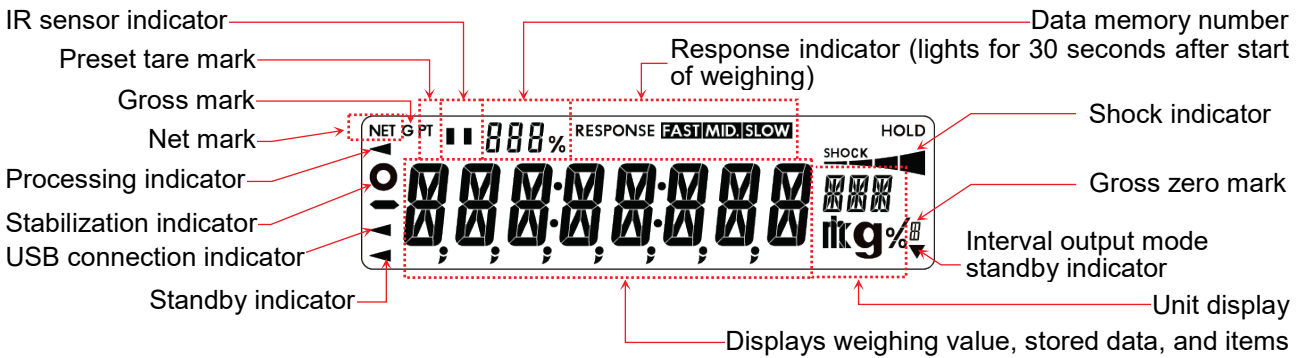 IR sensor indicator
Data memory number
Preset tare mark
Response indicator (lights for 30 seconds after start
of weighing)
Gross mark
Shock indicator
Net mark
NET G PT
888%
RESPONSE FAST MID. SLOW
HOLD
SHOCK
Processing indicator
Gross zero mark
Stabilization indicator
kg%
USB connection indicator
Interval output mode
standby indicator
Standby indicator
Unit display
Displays weighing value, stored data, and items